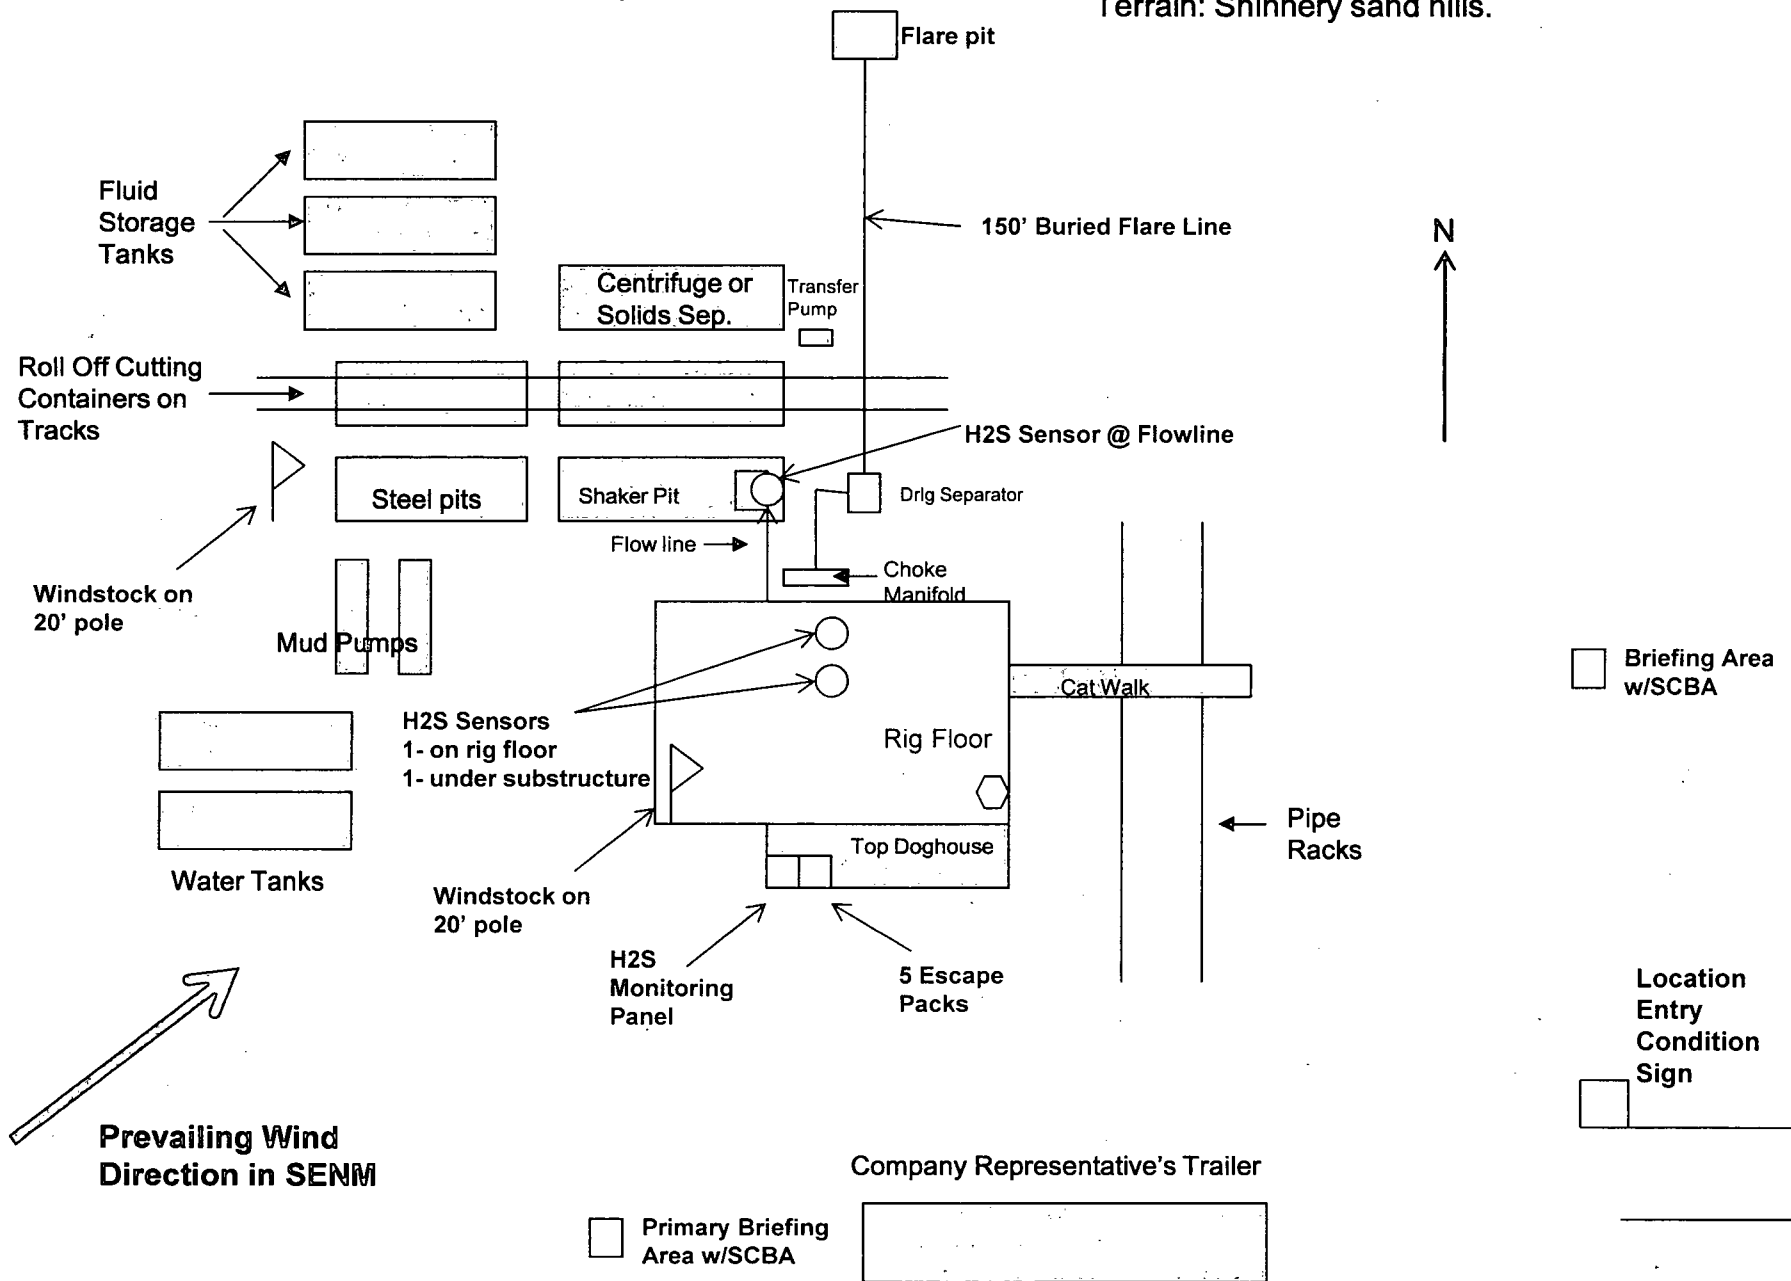 Terrain: Shinnery sand hills.
Flare pit
Fluid
Storage
Tanks
150' Buried Flare Line
N
Centrifuge or
Solids Sep.
Transfer
Pump
Roll Off Cutting
Containers on
Tracks
H2S Sensor @ Flowline
Steel pits
Shaker Pit
Drlg Separator
Flow line
Choke
Manifold
Windstock on
20' pole
Mud Pumps
Briefing Area
w/SCBA
Cat Walk
H2S Sensors
1- on rig floor
1- under substructure
Rig Floor
Pipe
Racks
Top Doghouse
Water Tanks
Windstock on
20' pole
H2S
Monitoring
Panel
5 Escape
Packs
Location
Entry
Condition
Sign
Prevailing Wind
Direction in SENM
Company Representative's Trailer
Primary Briefing
Area w/SCBA